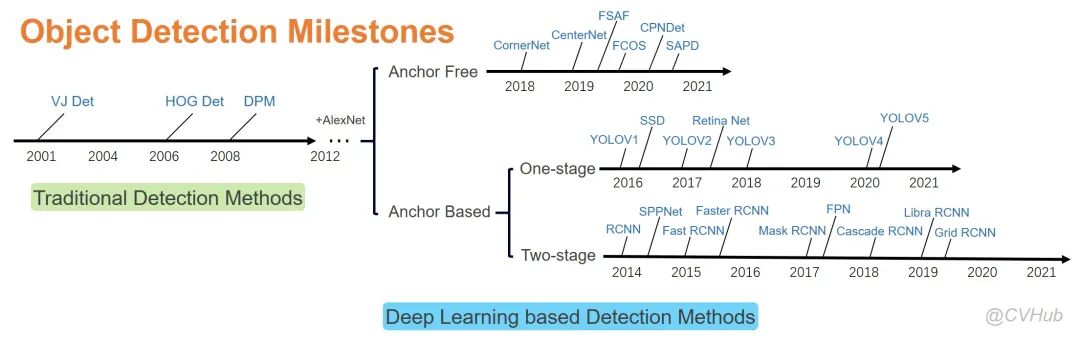 Object Detection Milestones
VJ Det
HOG Det
DPM
2001
2004
2006
2008
2012
+AlexNet
...
Traditional Detection Methods
Anchor Free
CornerNet
CenterNet
FSAF
FCOS
CPNDet
SAPD
2018
2019
2020
2021
Anchor Based
One-stage
YOLOV1
SSD
YOLOV2
Retina Net
YOLOV3
YOLOV4
YOLOV5
2016
2017
2018
2019
2020
2021
Two-stage
RCNN
SPPNet
Fast RCNN
Faster RCNN
Mask RCNN
FPN
Cascade RCNN
Libra RCNN
Grid RCNN
2014
2015
2016
2017
2018
2019
2020
2021
Deep Learning based Detection Methods
@CVHub